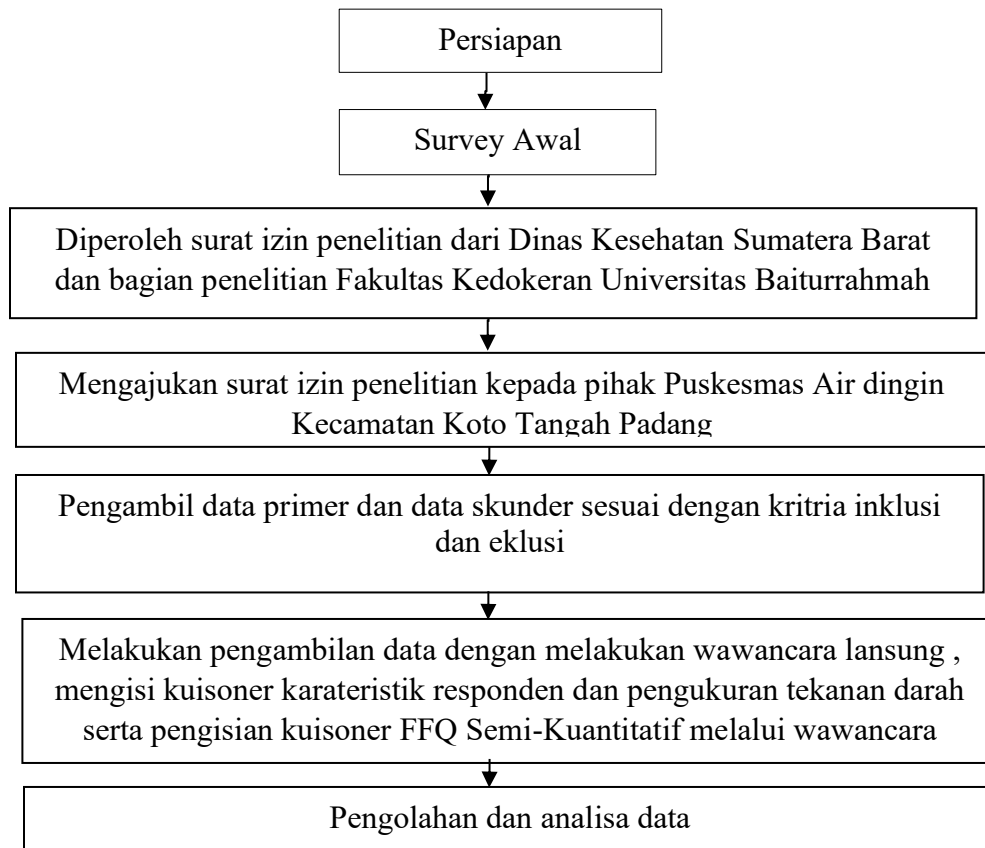 Persiapan
Survey Awal
Diperoleh surat izin penelitian dari Dinas Kesehatan Sumatera Barat
dan bagian penelitian Fakultas Kedokeran Universitas Baiturrahmah
Mengajukan surat izin penelitian kepada pihak Puskesmas Air dingin
Kecamatan Koto Tangah Padang
Pengambil data primer dan data skunder sesuai dengan kritria inklusi
dan eklusi
Melakukan pengambilan data dengan melakukan wawancara lansung ,
mengisi kuisoner karateristik responden dan pengukuran tekanan darah
serta pengisian kuisoner FFQ Semi-Kuantitatif melalui wawancara
Pengolahan dan analisa data